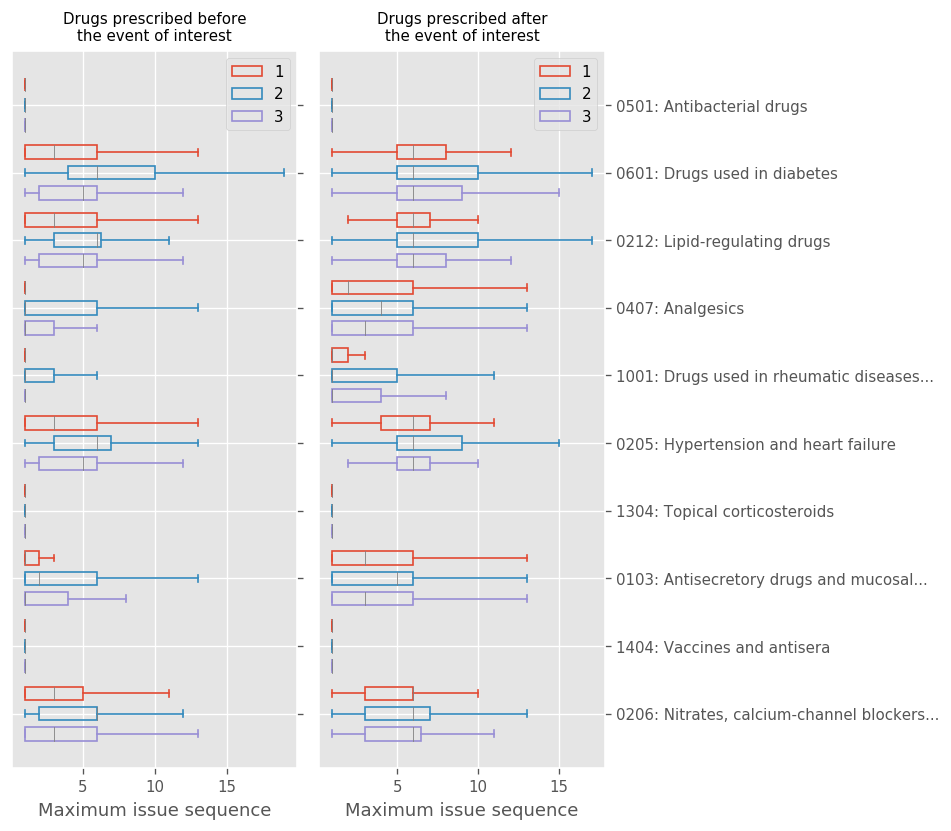 Drugs prescribed before
the event of interest
Drugs prescribed after
the event of interest
1
2
3
1
2
3
0501: Antibacterial drugs
0601: Drugs used in diabetes
0212: Lipid-regulating drugs
0407: Analgesics
1001: Drugs used in rheumatic diseases...
0205: Hypertension and heart failure
1304: Topical corticosteroids
0103: Antisecretory drugs and mucosal...
1404: Vaccines and antisera
0206: Nitrates, calcium-channel blockers...
5 10 15
5 10 15
Maximum issue sequence
Maximum issue sequence